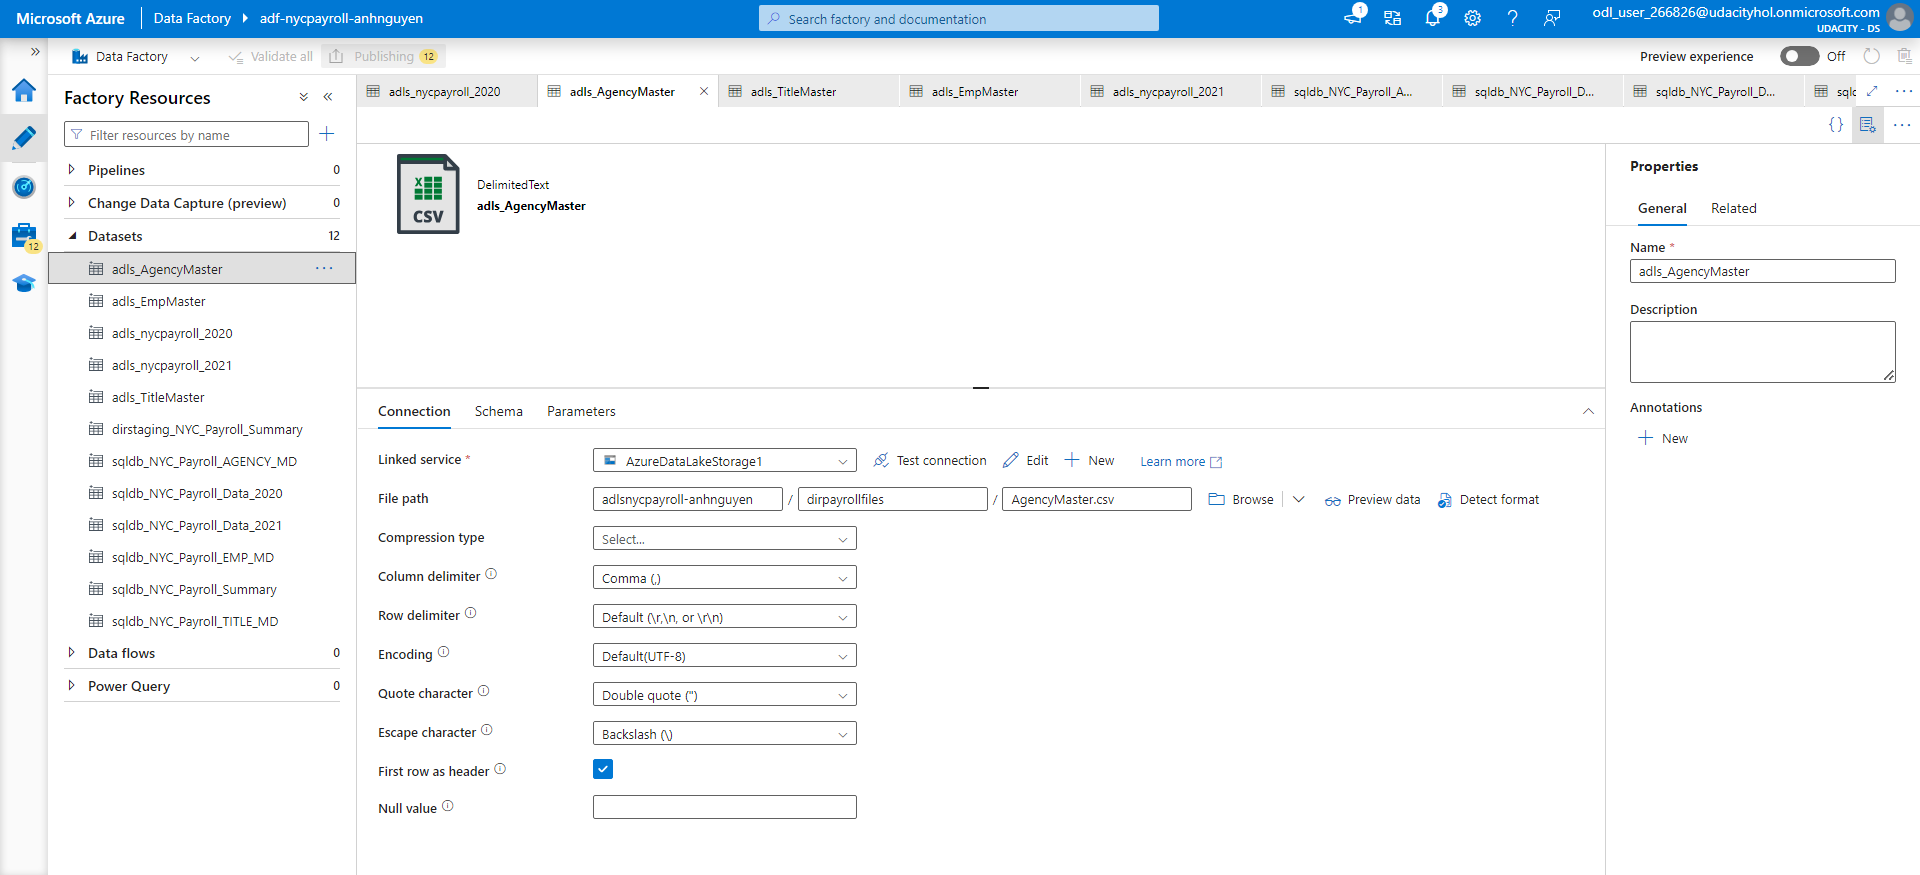 Microsoft Azure
Data Factory
adf-nycpayroll-anhnguyen
Search factory and documentation
1
3
odl_user_266826@udacityhol.onmicrosoft.com
UDACITY - DS
Data Factory
Validate all
Publishing
12
Preview experience
Off
12
Factory Resources
Filter resources by name
Pipelines 0
Change Data Capture (preview) 0
Datasets 12
adls_AgencyMaster
adls_EmpMaster
adls_nycpayroll_2020
adls_nycpayroll_2021
adls_TitleMaster
dirstaging_NYC_Payroll_Summary
sqldb_NYC_Payroll_AGENCY_MD
sqldb_NYC_Payroll_Data_2020
sqldb_NYC_Payroll_Data_2021
sqldb_NYC_Payroll_EMP_MD
sqldb_NYC_Payroll_Summary
sqldb_NYC_Payroll_TITLE_MD
Data flows 0
Power Query 0
adls_nycpayroll_2020
adls_AgencyMaster
adls_TitleMaster
adls_EmpMaster
adls_nycpayroll_2021
sqldb_NYC_Payroll_A...
sqldb_NYC_Payroll_D...
sqldb_NYC_Payroll_D...
sqlc
CSV
DelimitedText
adls_AgencyMaster
Connection
Schema
Parameters
Linked service *
AzureDataLakeStorage1
Test connection
Edit
New
Learn more
File path
adlsnycpayroll-anhnguyen / dirpayrollfiles / AgencyMaster.csv
Browse
Preview data
Detect format
Compression type
Select...
Column delimiter
Comma (,)
Row delimiter
Default (\r,\n, or \r\n)
Encoding
Default(UTF-8)
Quote character
Double quote (")
Escape character
Backslash (\)
First row as header
Null value
Properties
General
Related
Name *
adls_AgencyMaster
Description
Annotations
New